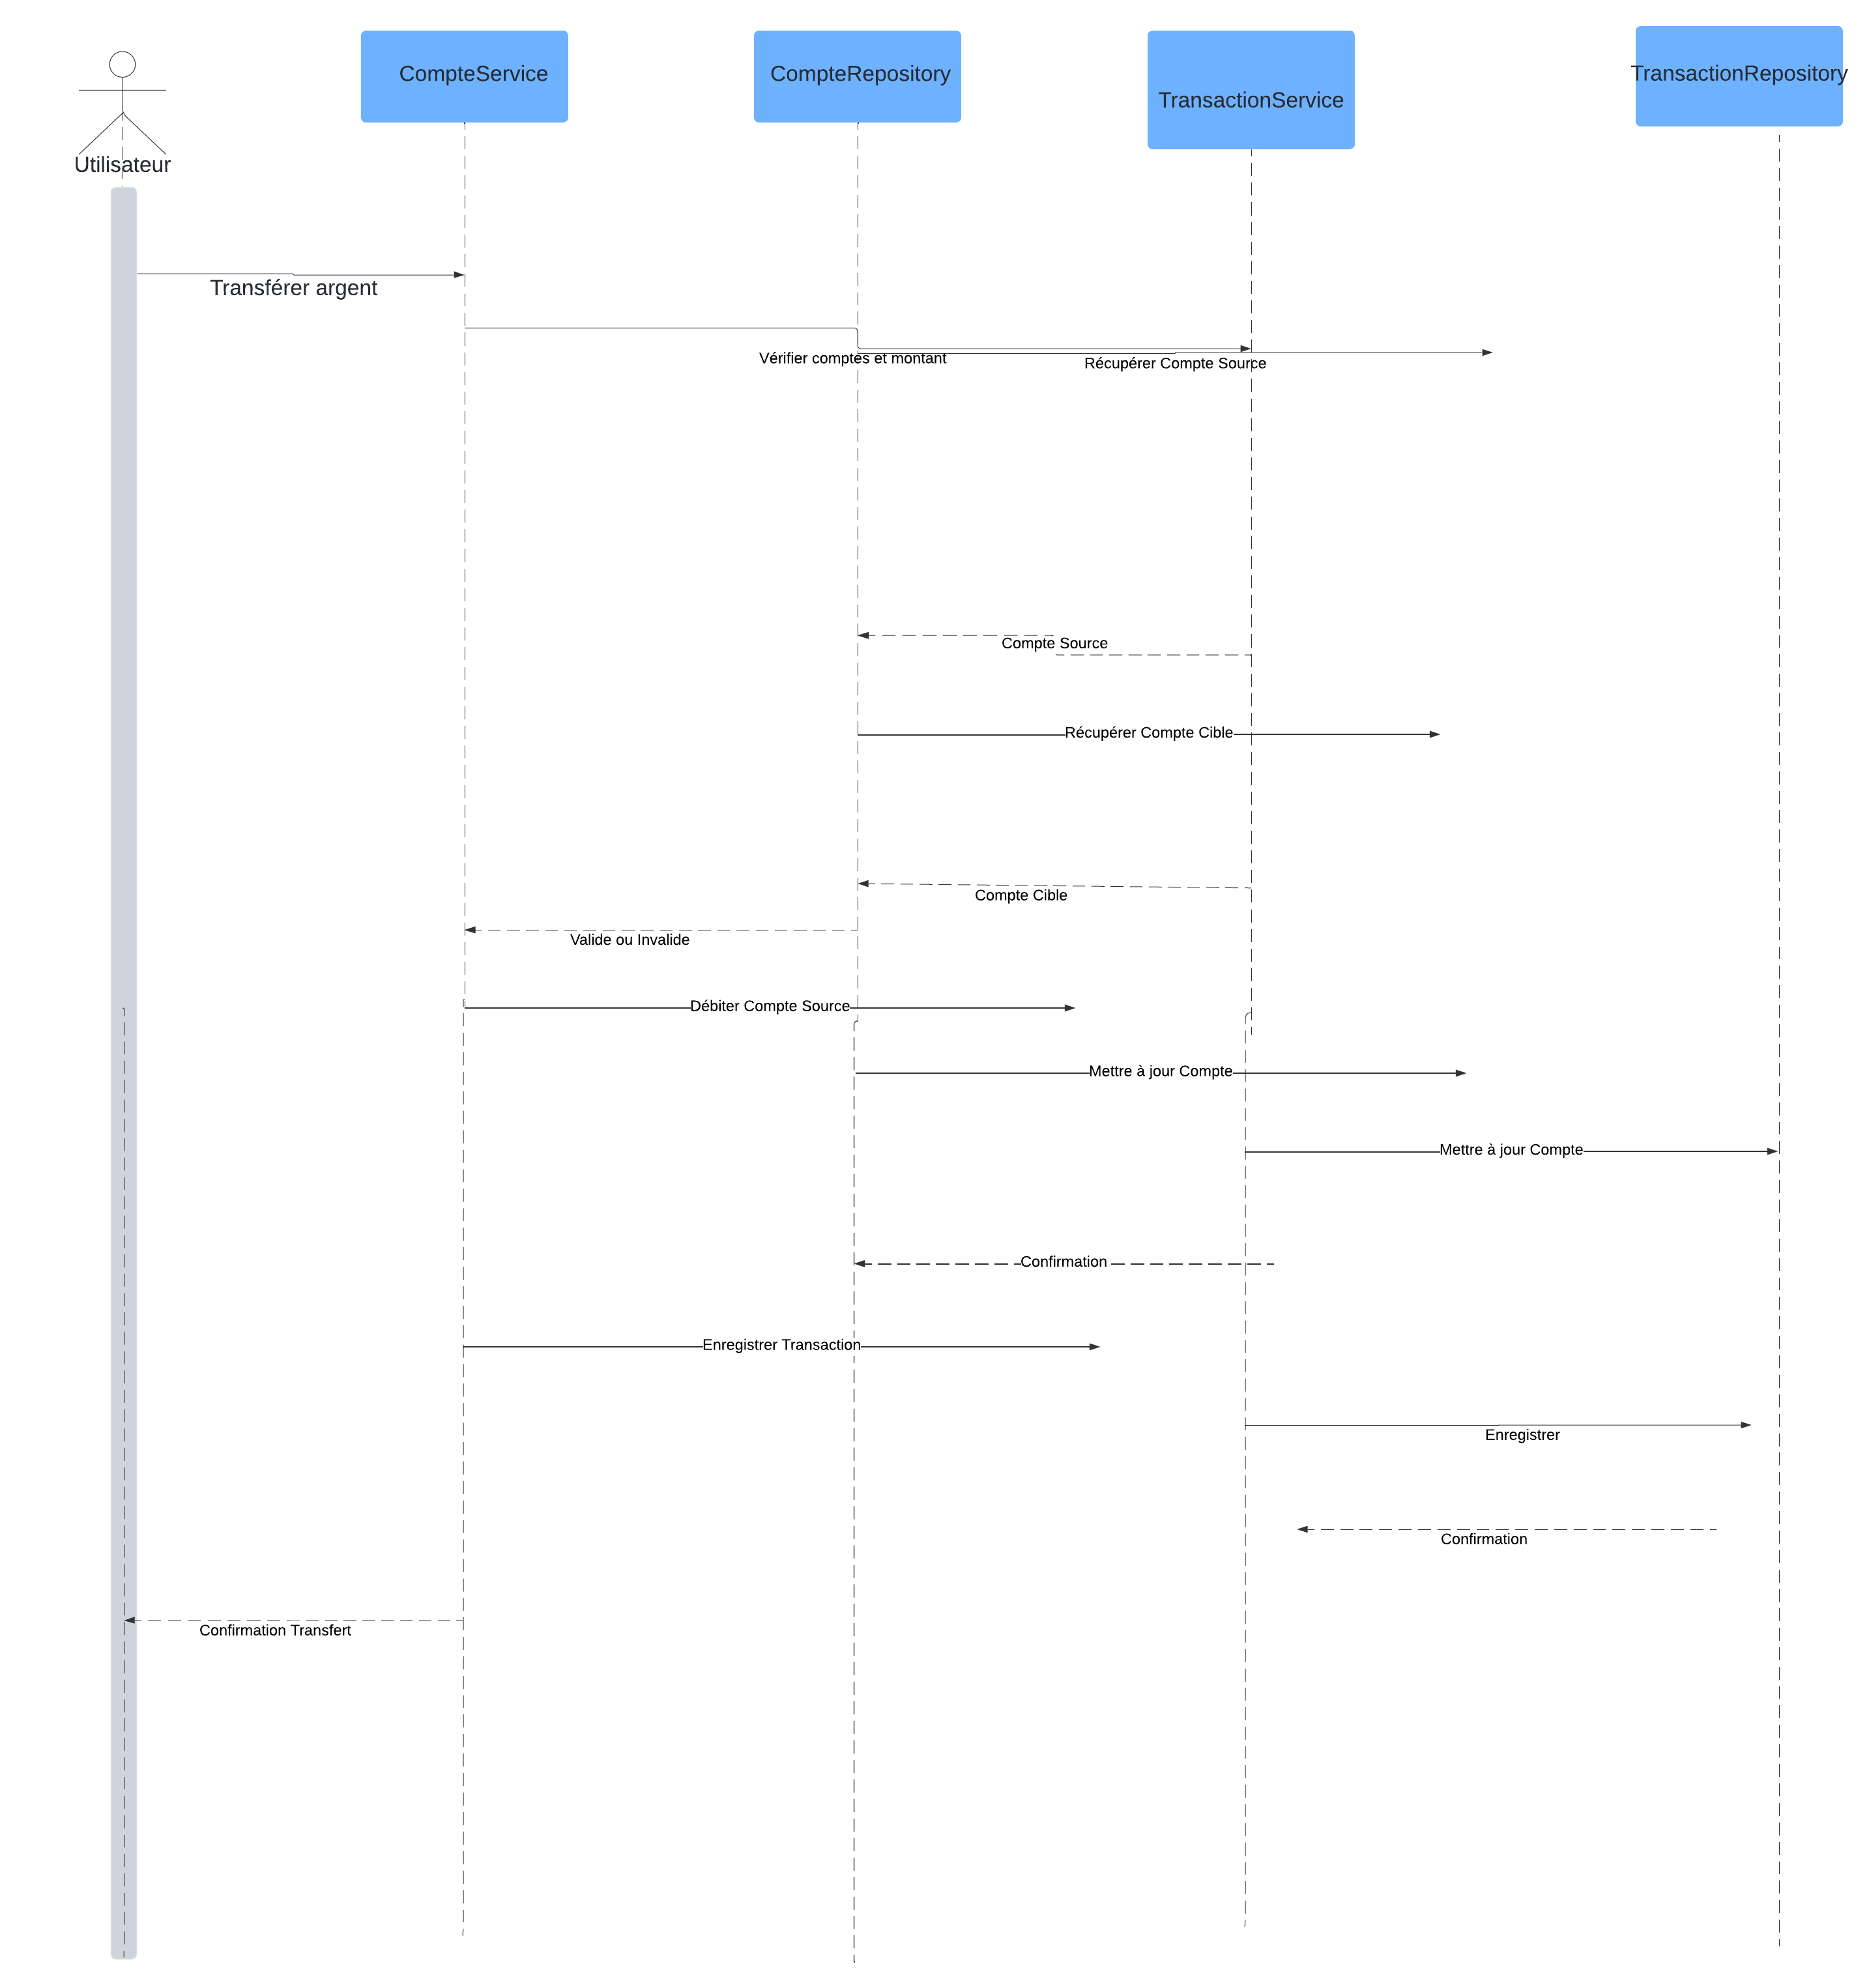 CompteService
CompteRepository
TransactionService
TransactionRepository
Utilisateur
Transférer argent
Vérifier comptes et montant
Récupérer Compte Source
Compte Source
Récupérer Compte Cible
Compte Cible
Valide ou Invalide
Débiter Compte Source
Mettre à jour Compte
Mettre à jour Compte
Confirmation
Enregistrer Transaction
Enregistrer
Confirmation
Confirmation Transfert